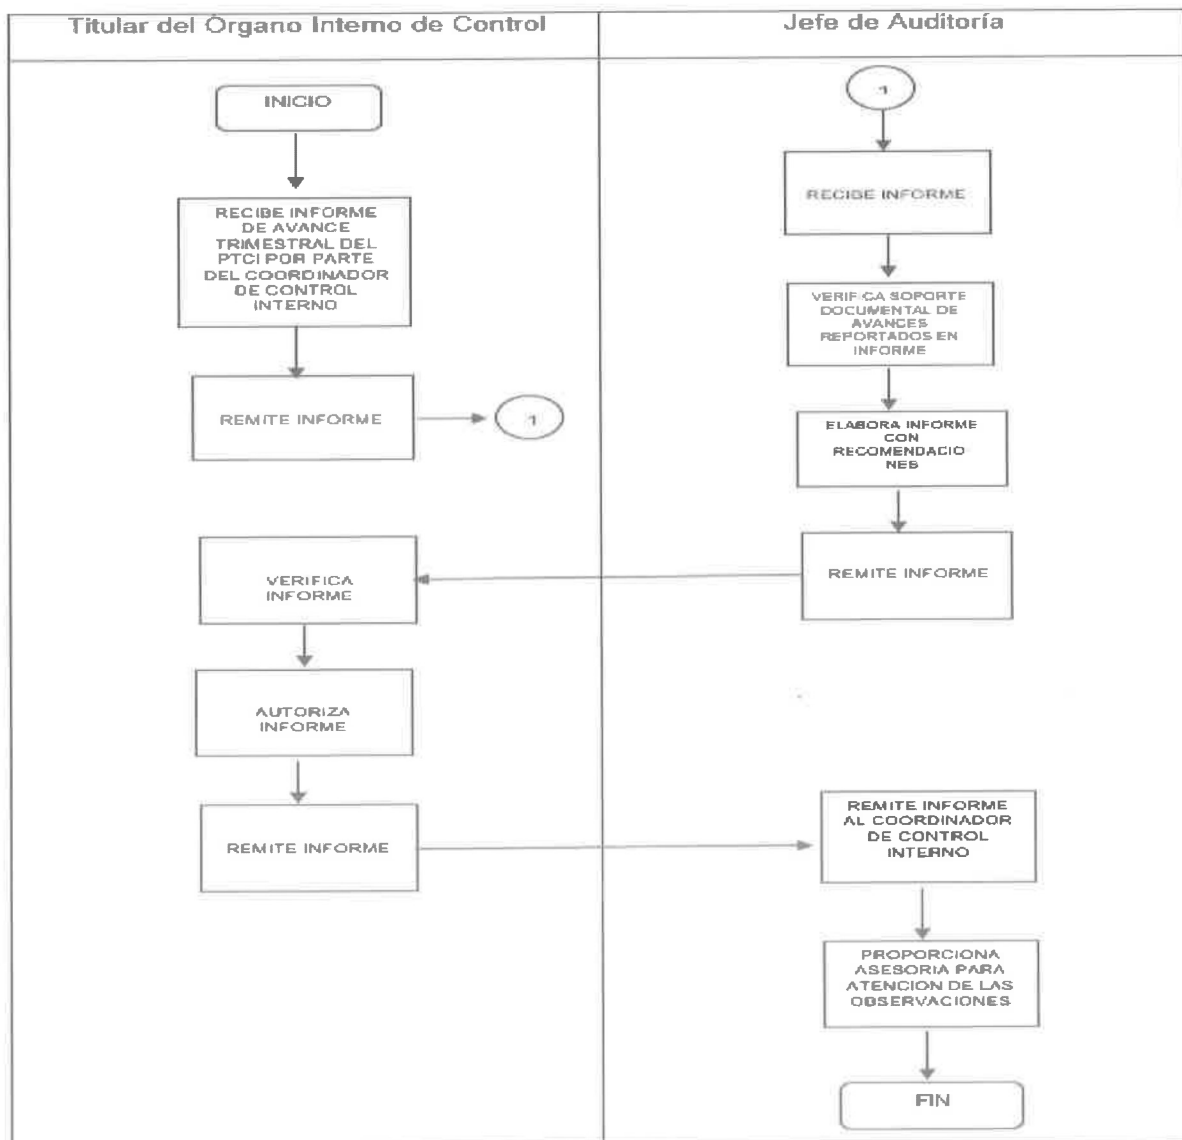 Titular del Órgano Interno de Control
Jefe de Auditoría
INICIO
RECIBE INFORME
DE AVANCE
TRIMESTRAL DEL
PTCI POR PARTE
DEL COORDINADOR
DE CONTROL
INTERNO
REMITE INFORME
1
VERIFICA
INFORME
AUTORIZA
INFORME
REMITE INFORME
1
RECIBE INFORME
VERIFICA SOPORTE
DOCUMENTAL DE
AVANCES
REPORTADOS EN
INFORME
ELABORA INFORME
CON
RECOMENDACIO
NES
REMITE INFORME
REMITE INFORME
AL COORDINADOR
DE CONTROL
INTERNO
PROPORCIONA
ASESORIA PARA
ATENCION DE LAS
OBSERVACIONES
FIN